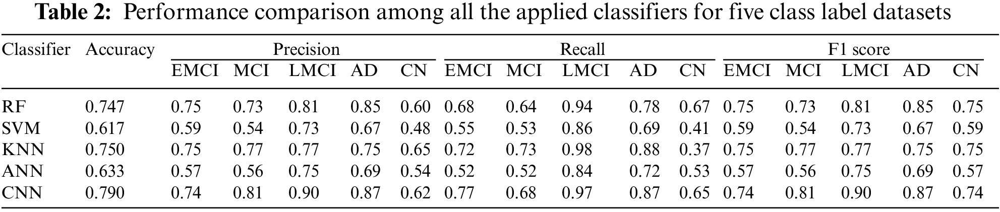 Table 2: Performance comparison among all the applied classifiers for five class label datasets
Classifier Accuracy Precision Recall F1 score
EMCI MCI LMCI AD CN EMCI MCI LMCI AD CN EMCI MCI LMCI AD CN
RF 0.747 0.75 0.73 0.81 0.85 0.60 0.68 0.64 0.94 0.78 0.67 0.75 0.73 0.81 0.85 0.75
SVM 0.617 0.59 0.54 0.73 0.67 0.48 0.55 0.53 0.86 0.69 0.41 0.59 0.54 0.73 0.67 0.59
KNN 0.750 0.75 0.77 0.77 0.75 0.65 0.72 0.73 0.98 0.88 0.37 0.75 0.77 0.77 0.75 0.75
ANN 0.633 0.57 0.56 0.75 0.69 0.54 0.52 0.52 0.84 0.72 0.53 0.57 0.56 0.75 0.69 0.57
CNN 0.790 0.74 0.81 0.90 0.87 0.62 0.77 0.68 0.97 0.87 0.65 0.74 0.81 0.90 0.87 0.74